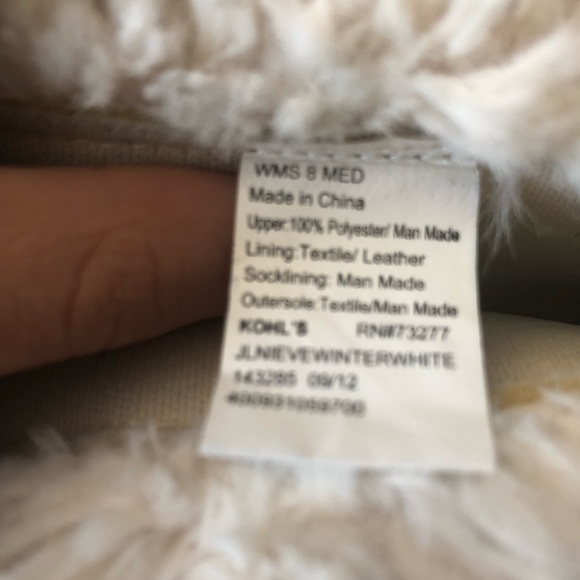 WMS 8 MED
Made in China
Upper:100% Polyester/ Man Made
Lining:Textile/ Leather
Socklining: Man Made
Outersole:Textile/Man Made
KOHL'S RN#73277
JLNIEVEWINTERWHITE
143285 09/12